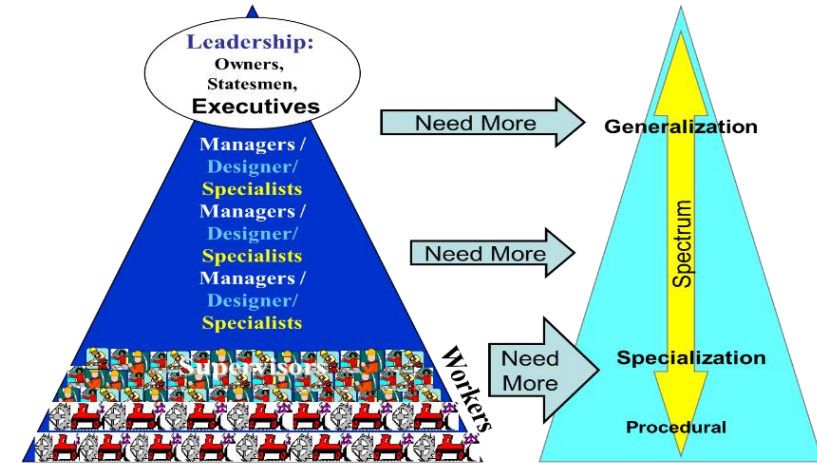 Leadership:
Owners,
Statesmen,
Executives
Managers /
Designer/
Specialists
Managers /
Designer/
Specialists
Managers /
Designer/
Specialists
Supervisors
Workers
Need More
Need More
Need
More
Generalization
Spectrum
Specialization
Procedural